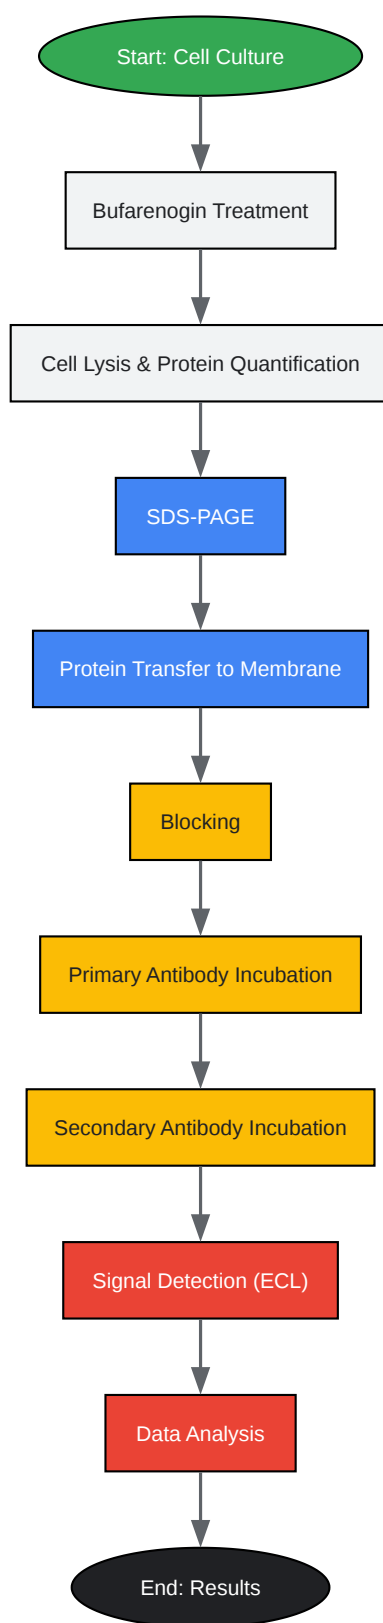 Start: Cell Culture
Bufarenogin Treatment
Cell Lysis & Protein Quantification
SDS-PAGE
Protein Transfer to Membrane
Blocking
Primary Antibody Incubation
Secondary Antibody Incubation
Signal Detection (ECL)
Data Analysis
End: Results